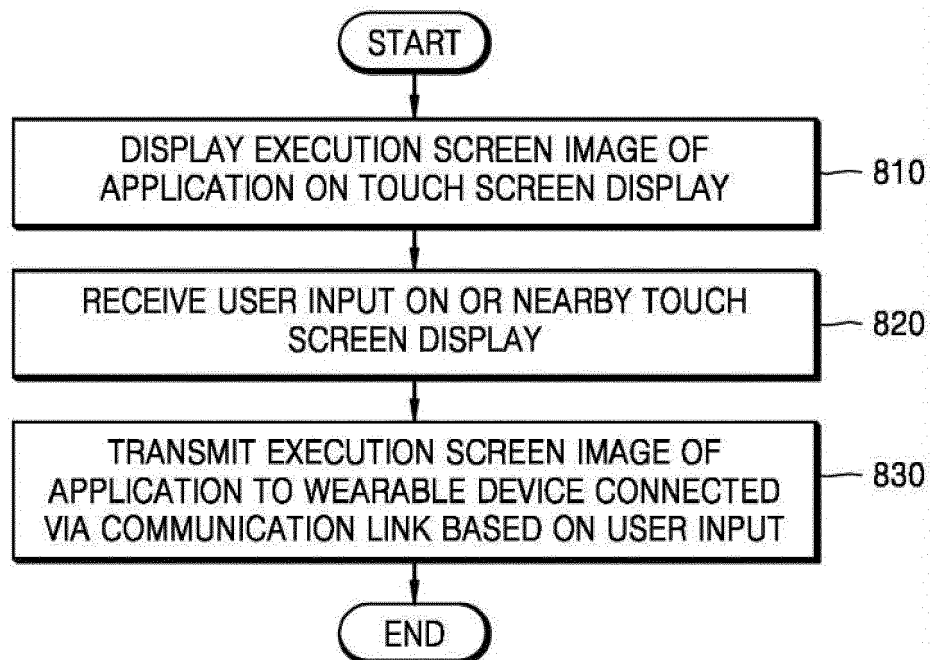 START
DISPLAY EXECUTION SCREEN IMAGE OF
APPLICATION ON TOUCH SCREEN DISPLAY
810
RECEIVE USER INPUT ON OR NEARBY TOUCH
SCREEN DISPLAY
820
TRANSMIT EXECUTION SCREEN IMAGE OF
APPLICATION TO WEARABLE DEVICE CONNECTED
VIA COMMUNICATION LINK BASED ON USER INPUT
830
END